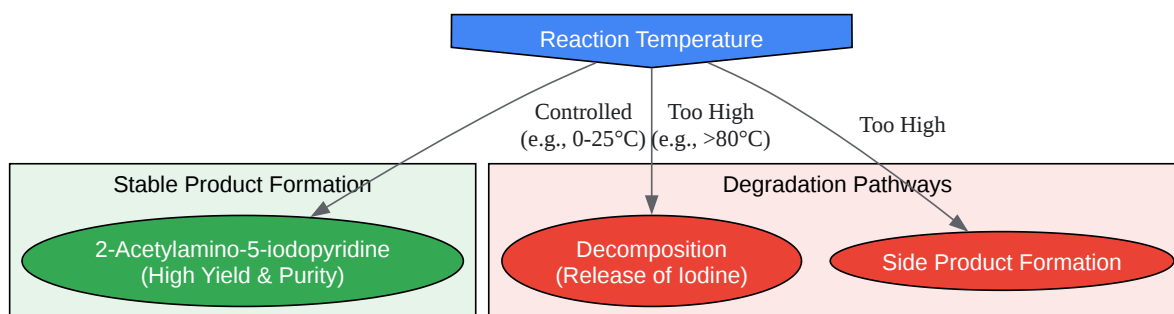 Reaction Temperature
Controlled
(e.g., 0-25°C)
Too High
(e.g., >80°C)
Too High
Stable Product Formation
Degradation Pathways
2-Acetylamino-5-iodopyridine
(High Yield & Purity)
Decomposition
(Release of Iodine)
Side Product Formation